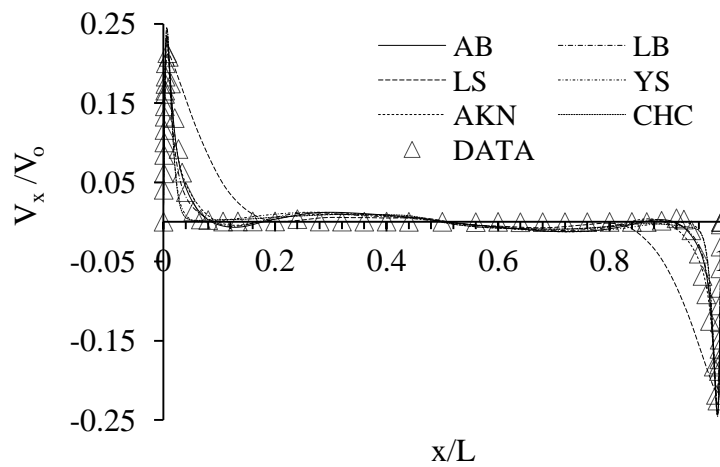 0.25
AB
LB
LS
YS
0.15
AKN
CHC
DATA
0.05
-0.05
0
0.2
0.4
0.6
0.8
-0.15
-0.25
V_x /V_o
x/L